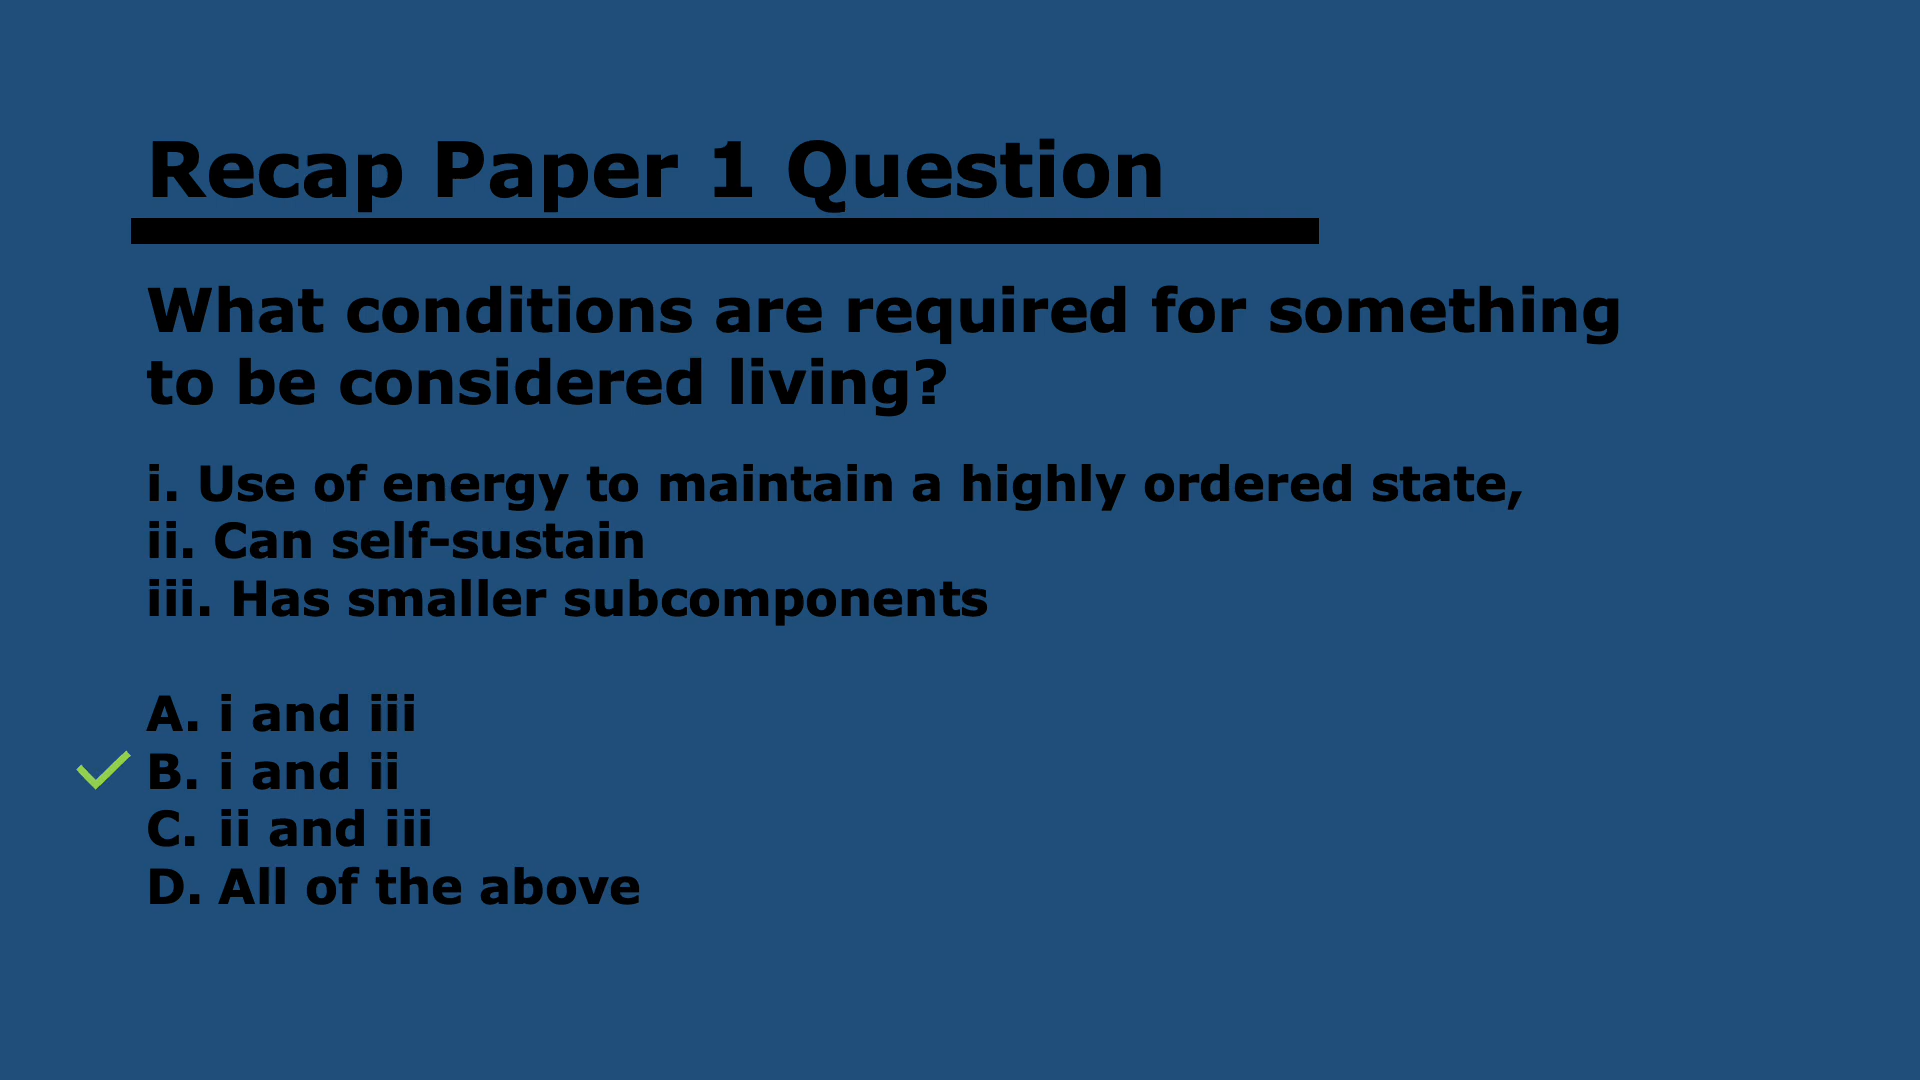 Recap Paper 1 Question
What conditions are required for something
to be considered living?
i. Use of energy to maintain a highly ordered state,
ii. Can self-sustain
iii. Has smaller subcomponents
A. i and iii
B. i and ii
C. ii and iii
D. All of the above